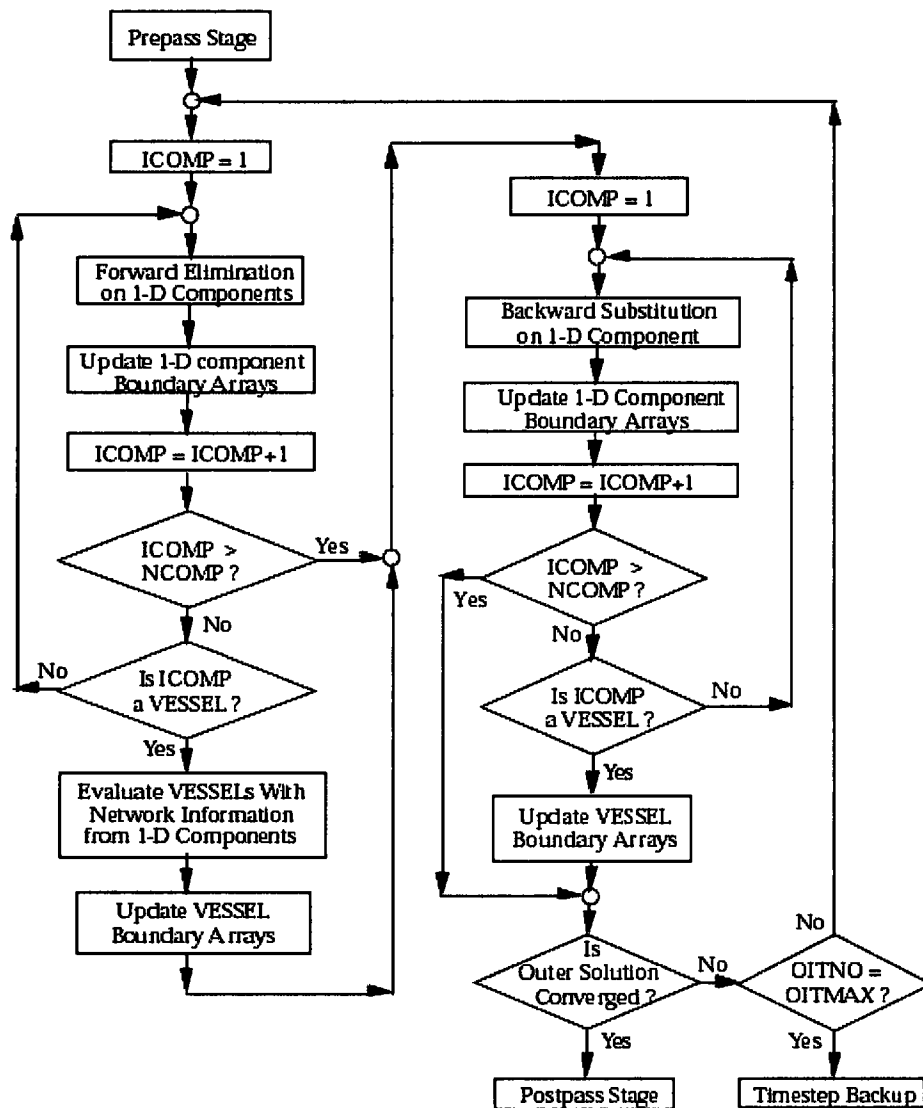 Prepass Stage
ICOMP = 1
Forward Elimination
on 1-D Components
Update 1-D component
Boundary Arrays
ICOMP = ICOMP+1
ICOMP >
NCOMP ?
Yes
No
Is ICOMP
a VESSEL ?
No
Yes
Evaluate VESSELs With
Network Information
from 1-D Components
Update VESSEL
Boundary Arrays
ICOMP = 1
Backward Substitution
on 1-D Component
Update 1-D Component
Boundary Arrays
ICOMP = ICOMP+1
ICOMP >
NCOMP ?
Yes
No
Is ICOMP
a VESSEL ?
No
Yes
Update VESSEL
Boundary Arrays
Is
Outer Solution
Converged ?
No
Yes
Postpass Stage
No
OITNO =
OITMAX ?
Yes
Timestep Backup